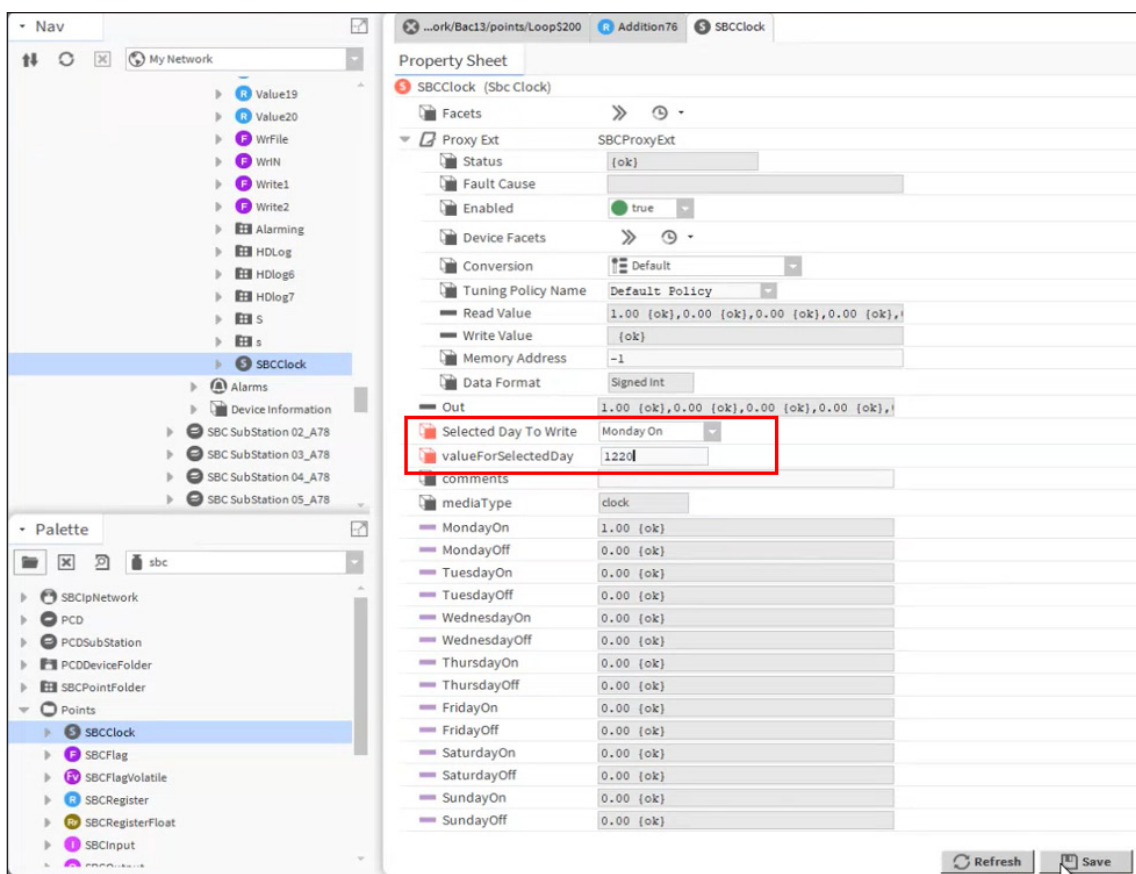 Nav
My Network
Value19
Value20
WrFile
WrIN
Write1
Write2
Alarming
HDLog
HDlog6
HDlog7
S
s
SBCClock
Alarms
Device Information
SBC SubStation 02_A78
SBC SubStation 03_A78
SBC SubStation 04_A78
SBC SubStation 05_A78
Palette
sbc
SBCIpNetwork
PCD
PCDSubStation
PCDDeviceFolder
SBCPointFolder
Points
SBCClock
SBCFlag
SBCFlagVolatile
SBCRegister
SBCRegisterFloat
SBCInput
...ork/Bac13/points/Loop$200 Addition76 SBCClock
Property Sheet
SBCClock (Sbc Clock)
Facets
Proxy Ext SBCProxyExt
Status {ok}
Fault Cause
Enabled true
Device Facets
Conversion Default
Tuning Policy Name Default Policy
Read Value 1.00 {ok},0.00 {ok},0.00 {ok},0.00 {ok},
Write Value {ok}
Memory Address -1
Data Format Signed Int
Out 1.00 {ok},0.00 {ok},0.00 {ok},0.00 {ok},
Selected Day To Write Monday On
valueForSelectedDay 1220
comments
mediaType clock
MondayOn 1.00 {ok}
MondayOff 0.00 {ok}
TuesdayOn 0.00 {ok}
TuesdayOff 0.00 {ok}
WednesdayOn 0.00 {ok}
WednesdayOff 0.00 {ok}
ThursdayOn 0.00 {ok}
ThursdayOff 0.00 {ok}
FridayOn 0.00 {ok}
FridayOff 0.00 {ok}
SaturdayOn 0.00 {ok}
SaturdayOff 0.00 {ok}
SundayOn 0.00 {ok}
SundayOff 0.00 {ok}
Refresh Save